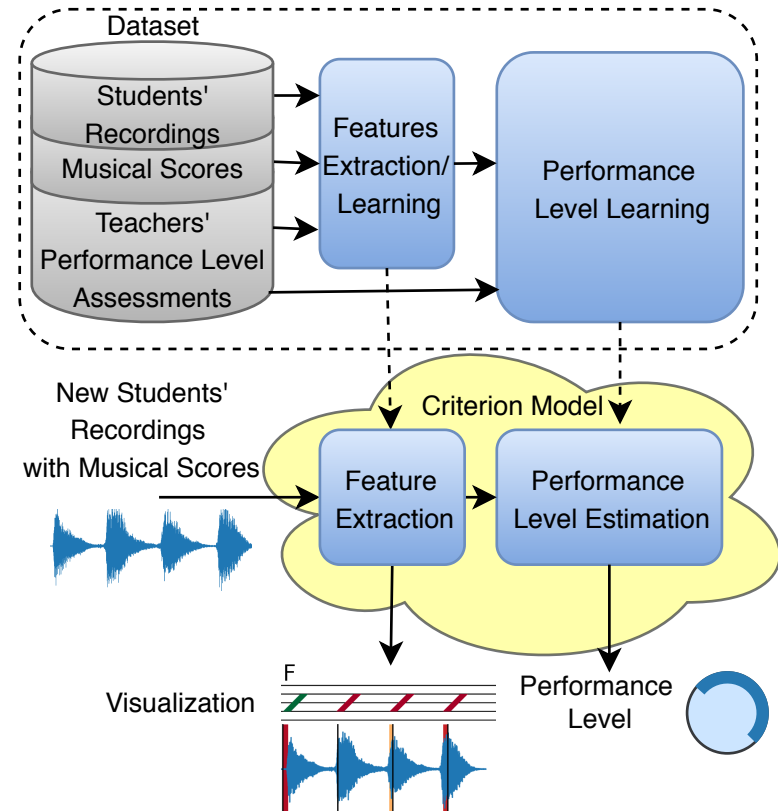 Dataset
Students'
Recordings
Musical Scores
Teachers'
Performance Level
Assessments
Features
Extraction/
Learning
Performance
Level Learning
New Students'
Recordings
with Musical Scores
Criterion Model
Feature
Extraction
Performance
Level Estimation
Visualization
F
Performance
Level